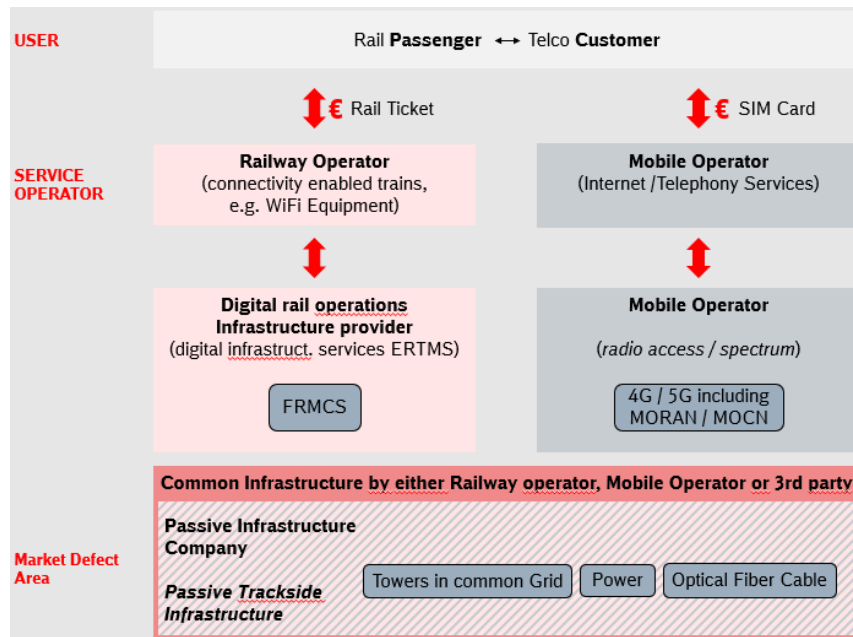 USER
Rail Passenger ↔ Telco Customer
€ Rail Ticket
€ SIM Card
SERVICE
OPERATOR
Railway Operator
(connectivity enabled trains,
e.g. WiFi Equipment)
Mobile Operator
(Internet /Telephony Services)
Digital rail operations
Infrastructure provider
(digital infrastruct. services ERTMS)
FRMCS
Mobile Operator
(radio access / spectrum)
4G / 5G including
MORAN / MOCN
Common Infrastructure by either Railway operator, Mobile Operator or 3rd party
Market Defect
Area
Passive Infrastructure
Company
Passive Trackside
Infrastructure
Towers in common Grid
Power
Optical Fiber Cable